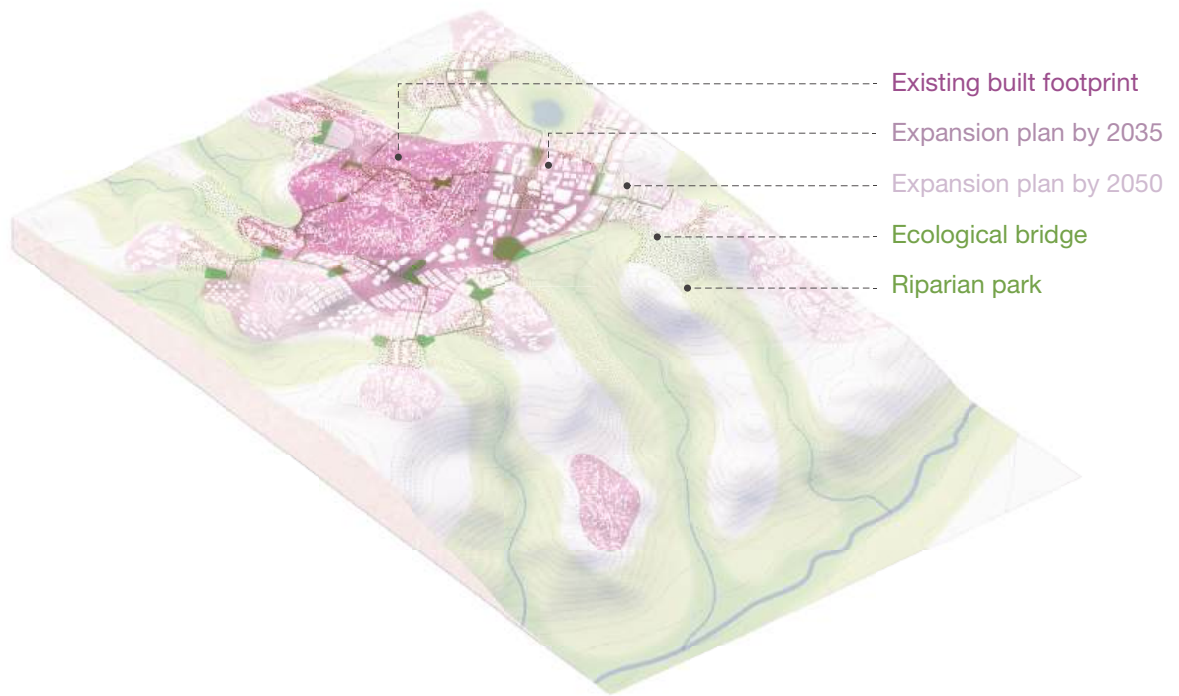 Existing built footprint
Expansion plan by 2035
Expansion plan by 2050
Ecological bridge
Riparian park